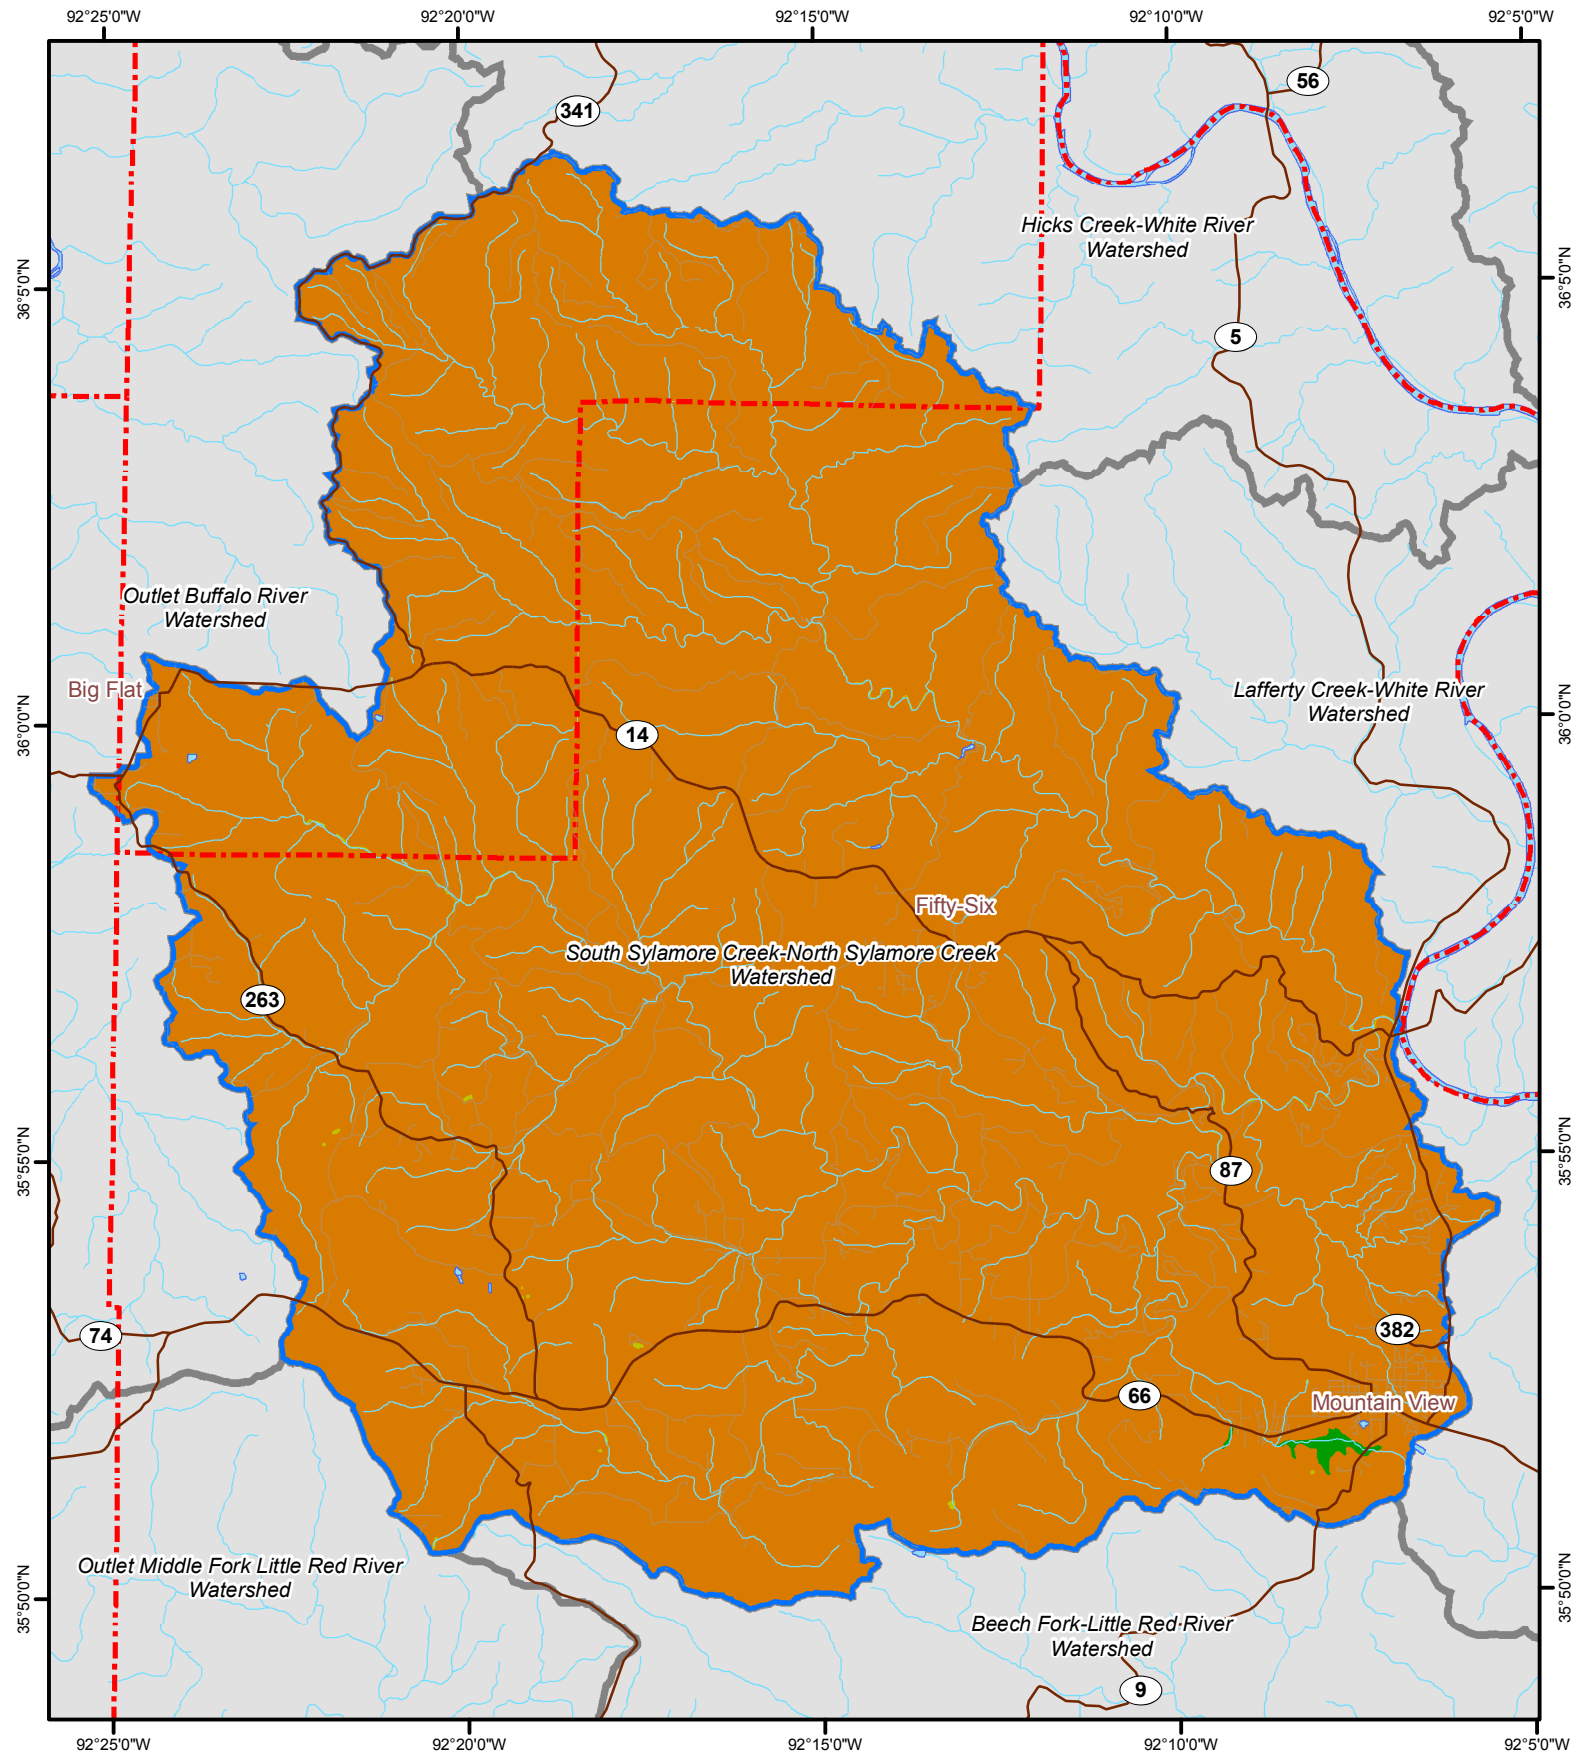 92°25'0"W
92°20'0"W
92°15'0"W
92°10'0"W
92°5'0"W
56
341
Hicks Creek-White River
Watershed
36°5'0"N
36°5'0"N
5
Outlet Buffalo River
Watershed
Big Flat
Lafferty Creek-White River
Watershed
36°0'0"N
36°0'0"N
14
Fifty-Six
South Sylamore Creek-North Sylamore Creek
Watershed
263
35°55'0"N
35°55'0"N
87
74
382
66
Mountain View
Outlet Middle Fork Little Red River
Watershed
35°50'0"N
35°50'0"N
Beech Fork-Little Red River
Watershed
9
92°25'0"W
92°20'0"W
92°15'0"W
92°10'0"W
92°5'0"W